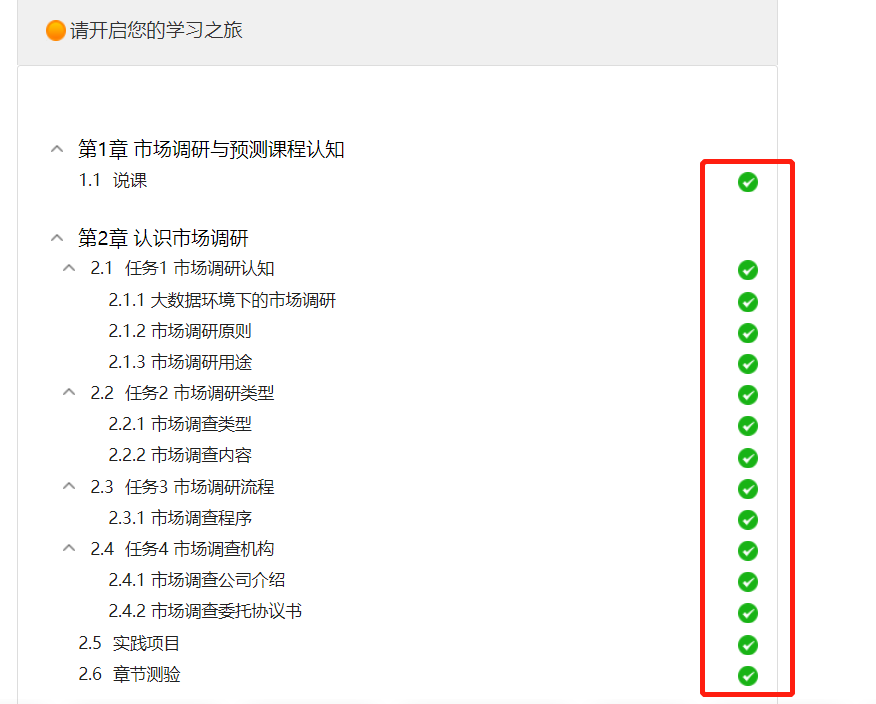 请开启您的学习之旅
第1章 市场调研与预测课程认知
1.1 说课
第2章 认识市场调研
2.1 任务1 市场调研认知
2.1.1 大数据环境下的市场调研
2.1.2 市场调研原则
2.1.3 市场调研用途
2.2 任务2 市场调研类型
2.2.1 市场调查类型
2.2.2 市场调查内容
2.3 任务3 市场调研流程
2.3.1 市场调查程序
2.4 任务4 市场调查机构
2.4.1 市场调查公司介绍
2.4.2 市场调查委托协议书
2.5 实践项目
2.6 章节测验